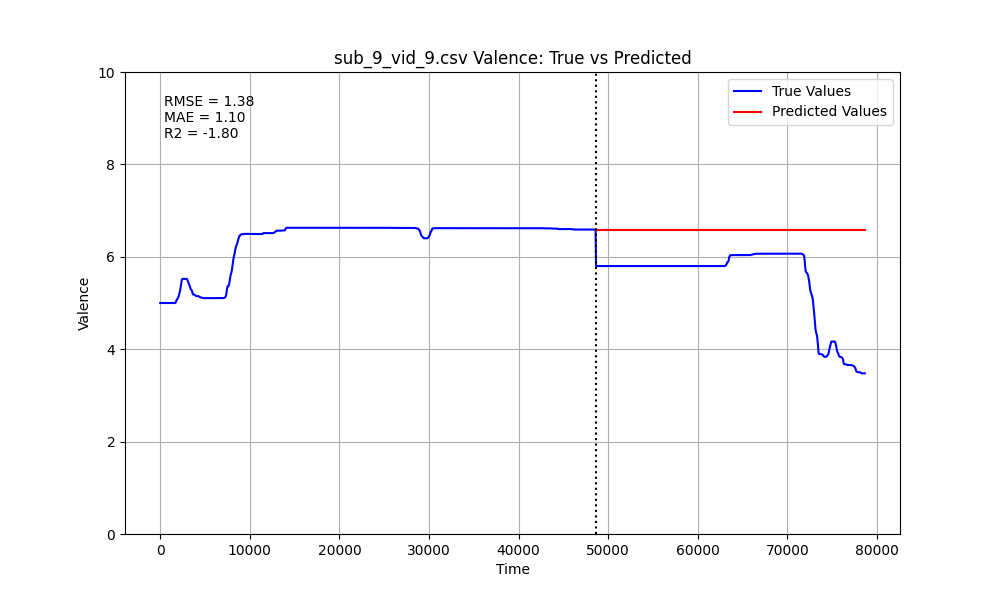 sub_9_vid_9.csv Valence: True vs Predicted
RMSE = 1.38
MAE = 1.10
R2 = -1.80
True Values
Predicted Values
10
8
6
4
2
0
Valence
0 10000 20000 30000 40000 50000 60000 70000 80000
Time